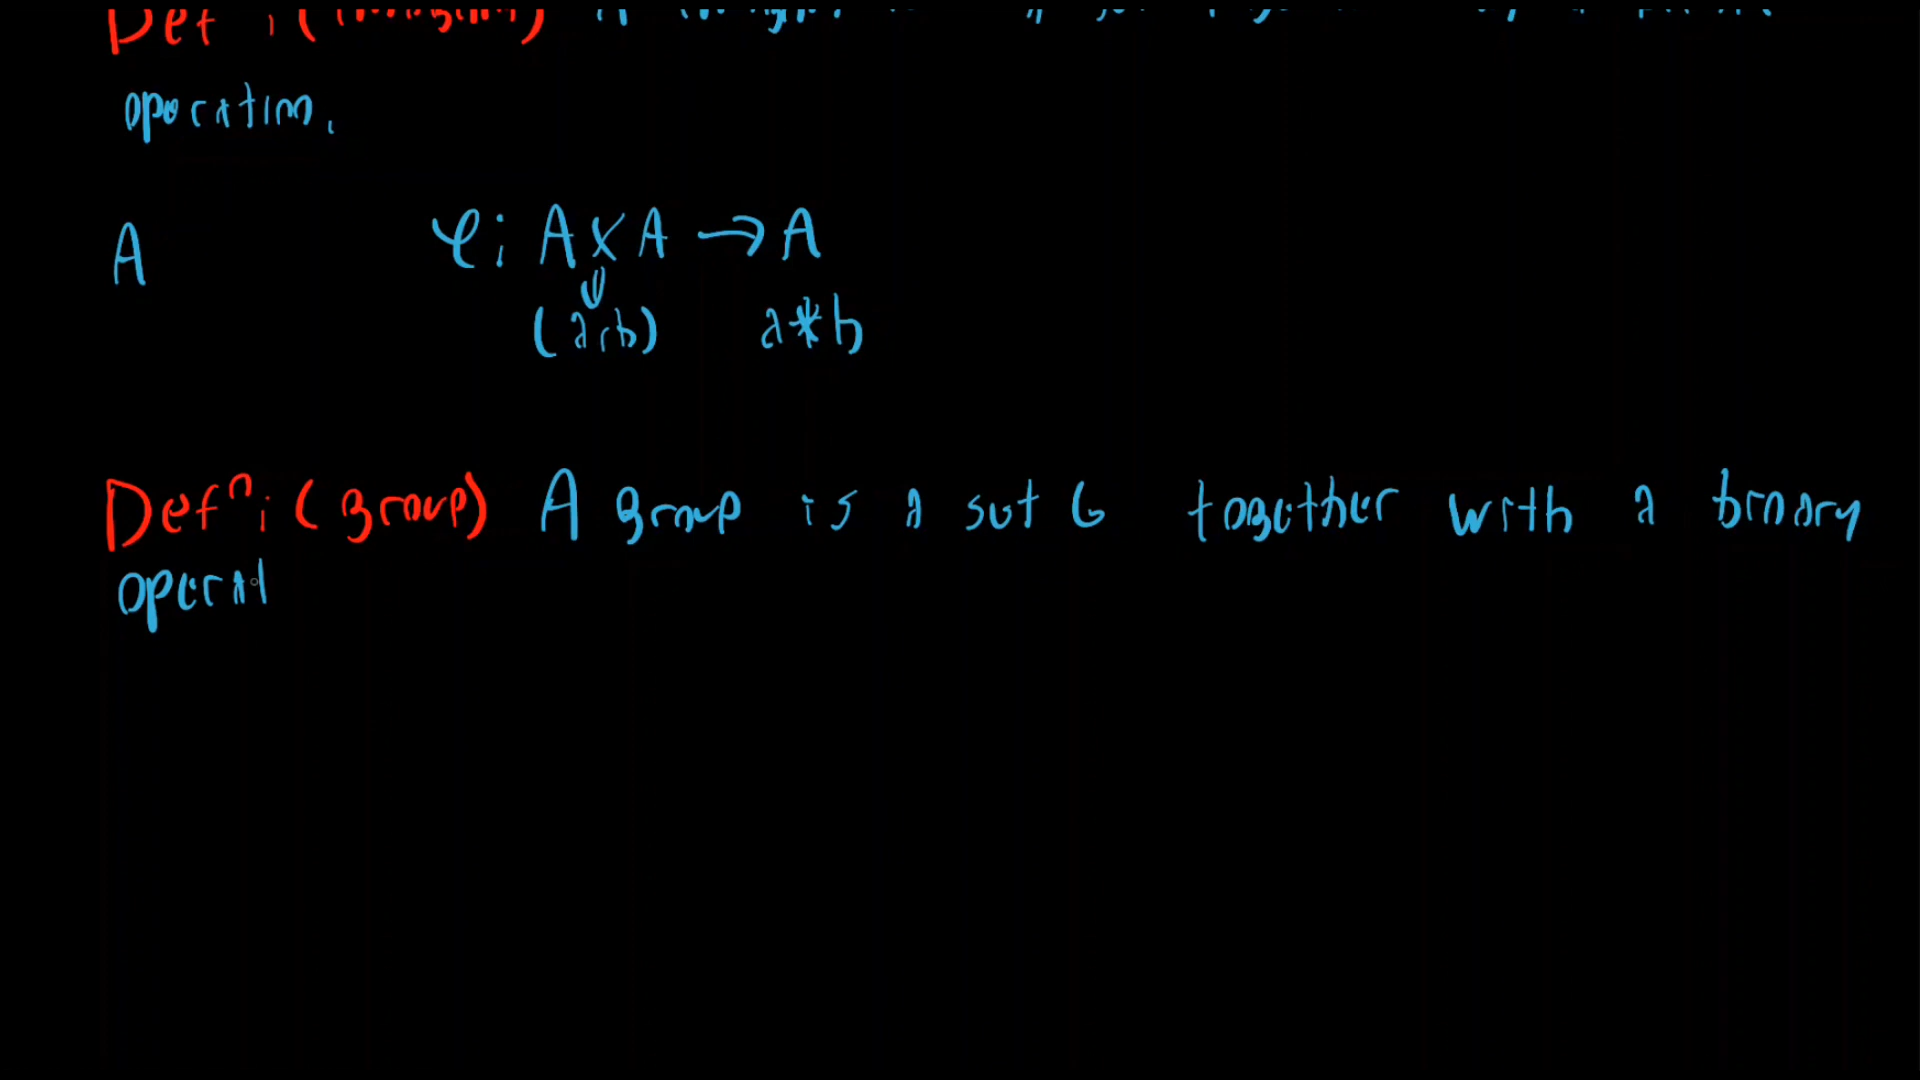 operation.
A φ: A×A → A
(a,b) a*b
Defⁿ: (group) A group is a set G together with a binary
operat